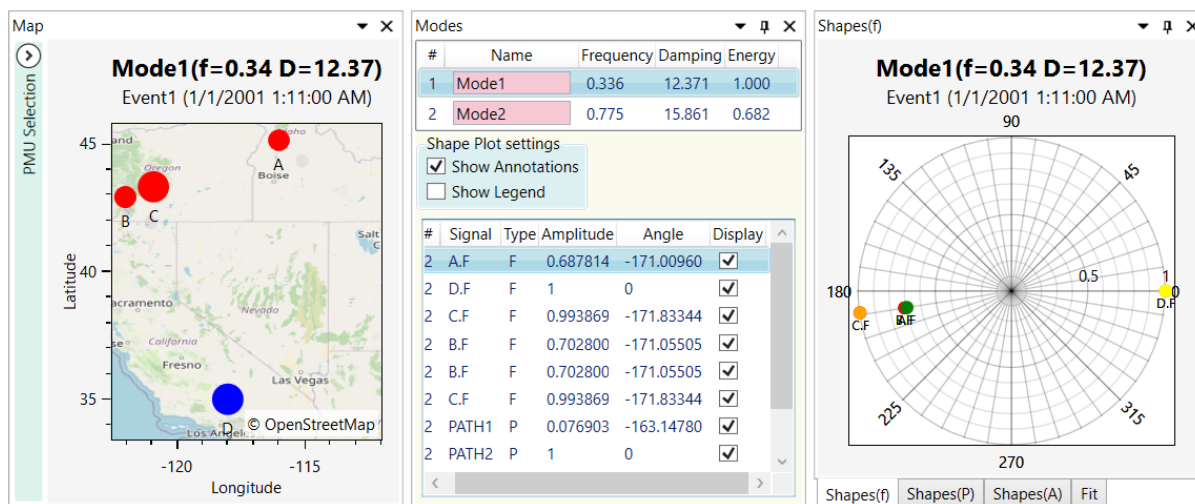 Map
PMU Selection
Mode1(f=0.34 D=12.37)
Event1 (1/1/2001 1:11:00 AM)
45
40
35
Latitude
-120
-115
Longitude
Idaho
A
Boise
Oregon
B
C
Salt
Nevada
acramento
California
Fresno
Las Vegas
D
Los Angel
© OpenStreetMap
Modes
# Name Frequency Damping Energy
1 Mode1 0.336 12.371 1.000
2 Mode2 0.775 15.861 0.682
Shape Plot settings
Show Annotations
Show Legend
# Signal Type Amplitude Angle Display
2 A.F F 0.687814 -171.00960
2 D.F F 1 0
2 C.F F 0.993869 -171.83344
2 B.F F 0.702800 -171.05505
2 B.F F 0.702800 -171.05505
2 C.F F 0.993869 -171.83344
2 PATH1 P 0.076903 -163.14780
2 PATH2 P 1 0
Shapes(f)
Mode1(f=0.34 D=12.37)
Event1 (1/1/2001 1:11:00 AM)
90
135
45
0.5
1
180
0
D.F
C.F
A.F
225
315
270
Shapes(f) Shapes(P) Shapes(A) Fit